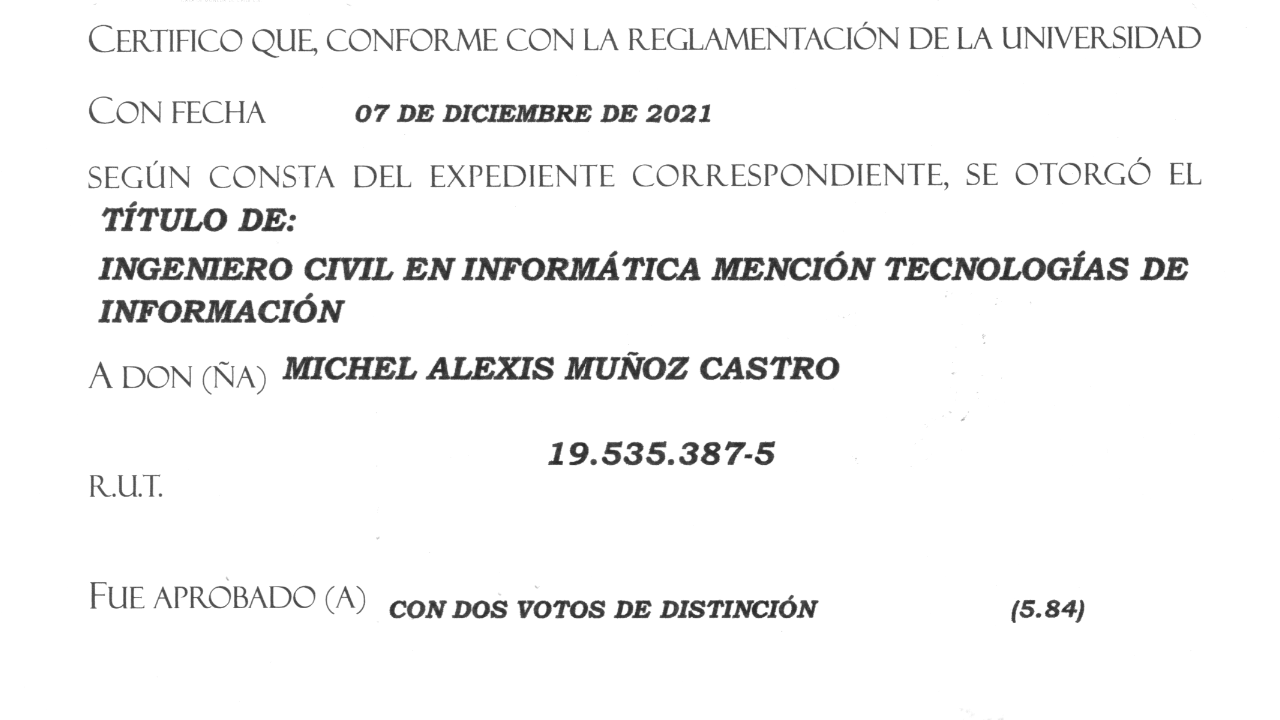 CERTIFICO QUE, CONFORME CON LA REGLAMENTACIÓN DE LA UNIVERSIDAD
CON FECHA 07 DE DICIEMBRE DE 2021
SEGÚN CONSTA DEL EXPEDIENTE CORRESPONDIENTE, SE OTORGÓ EL
TÍTULO DE:
INGENIERO CIVIL EN INFORMÁTICA MENCIÓN TECNOLOGÍAS DE
INFORMACIÓN
A DON (ÑA) MICHEL ALEXIS MUÑOZ CASTRO
19.535.387-5
R.U.T.
FUE APROBADO (A) CON DOS VOTOS DE DISTINCIÓN (5.84)